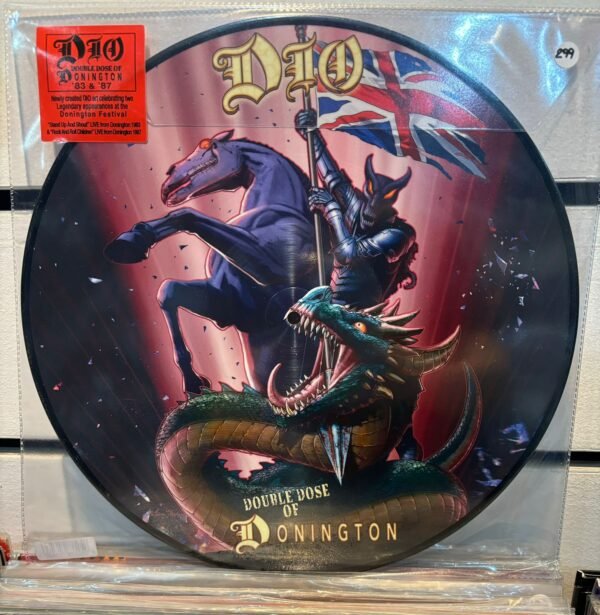 DIO
DOUBLE DOSE OF
DONINGTON
'83 & '87
Newly created DIO art celebrating two
Legendary appearances at the
Donington Festival
"Stand Up And Shout" LIVE from Donington 1983
& "Rock And Roll Children" LIVE from Donington 1987
DIO
299
DOUBLE DOSE
OF
DONINGTON